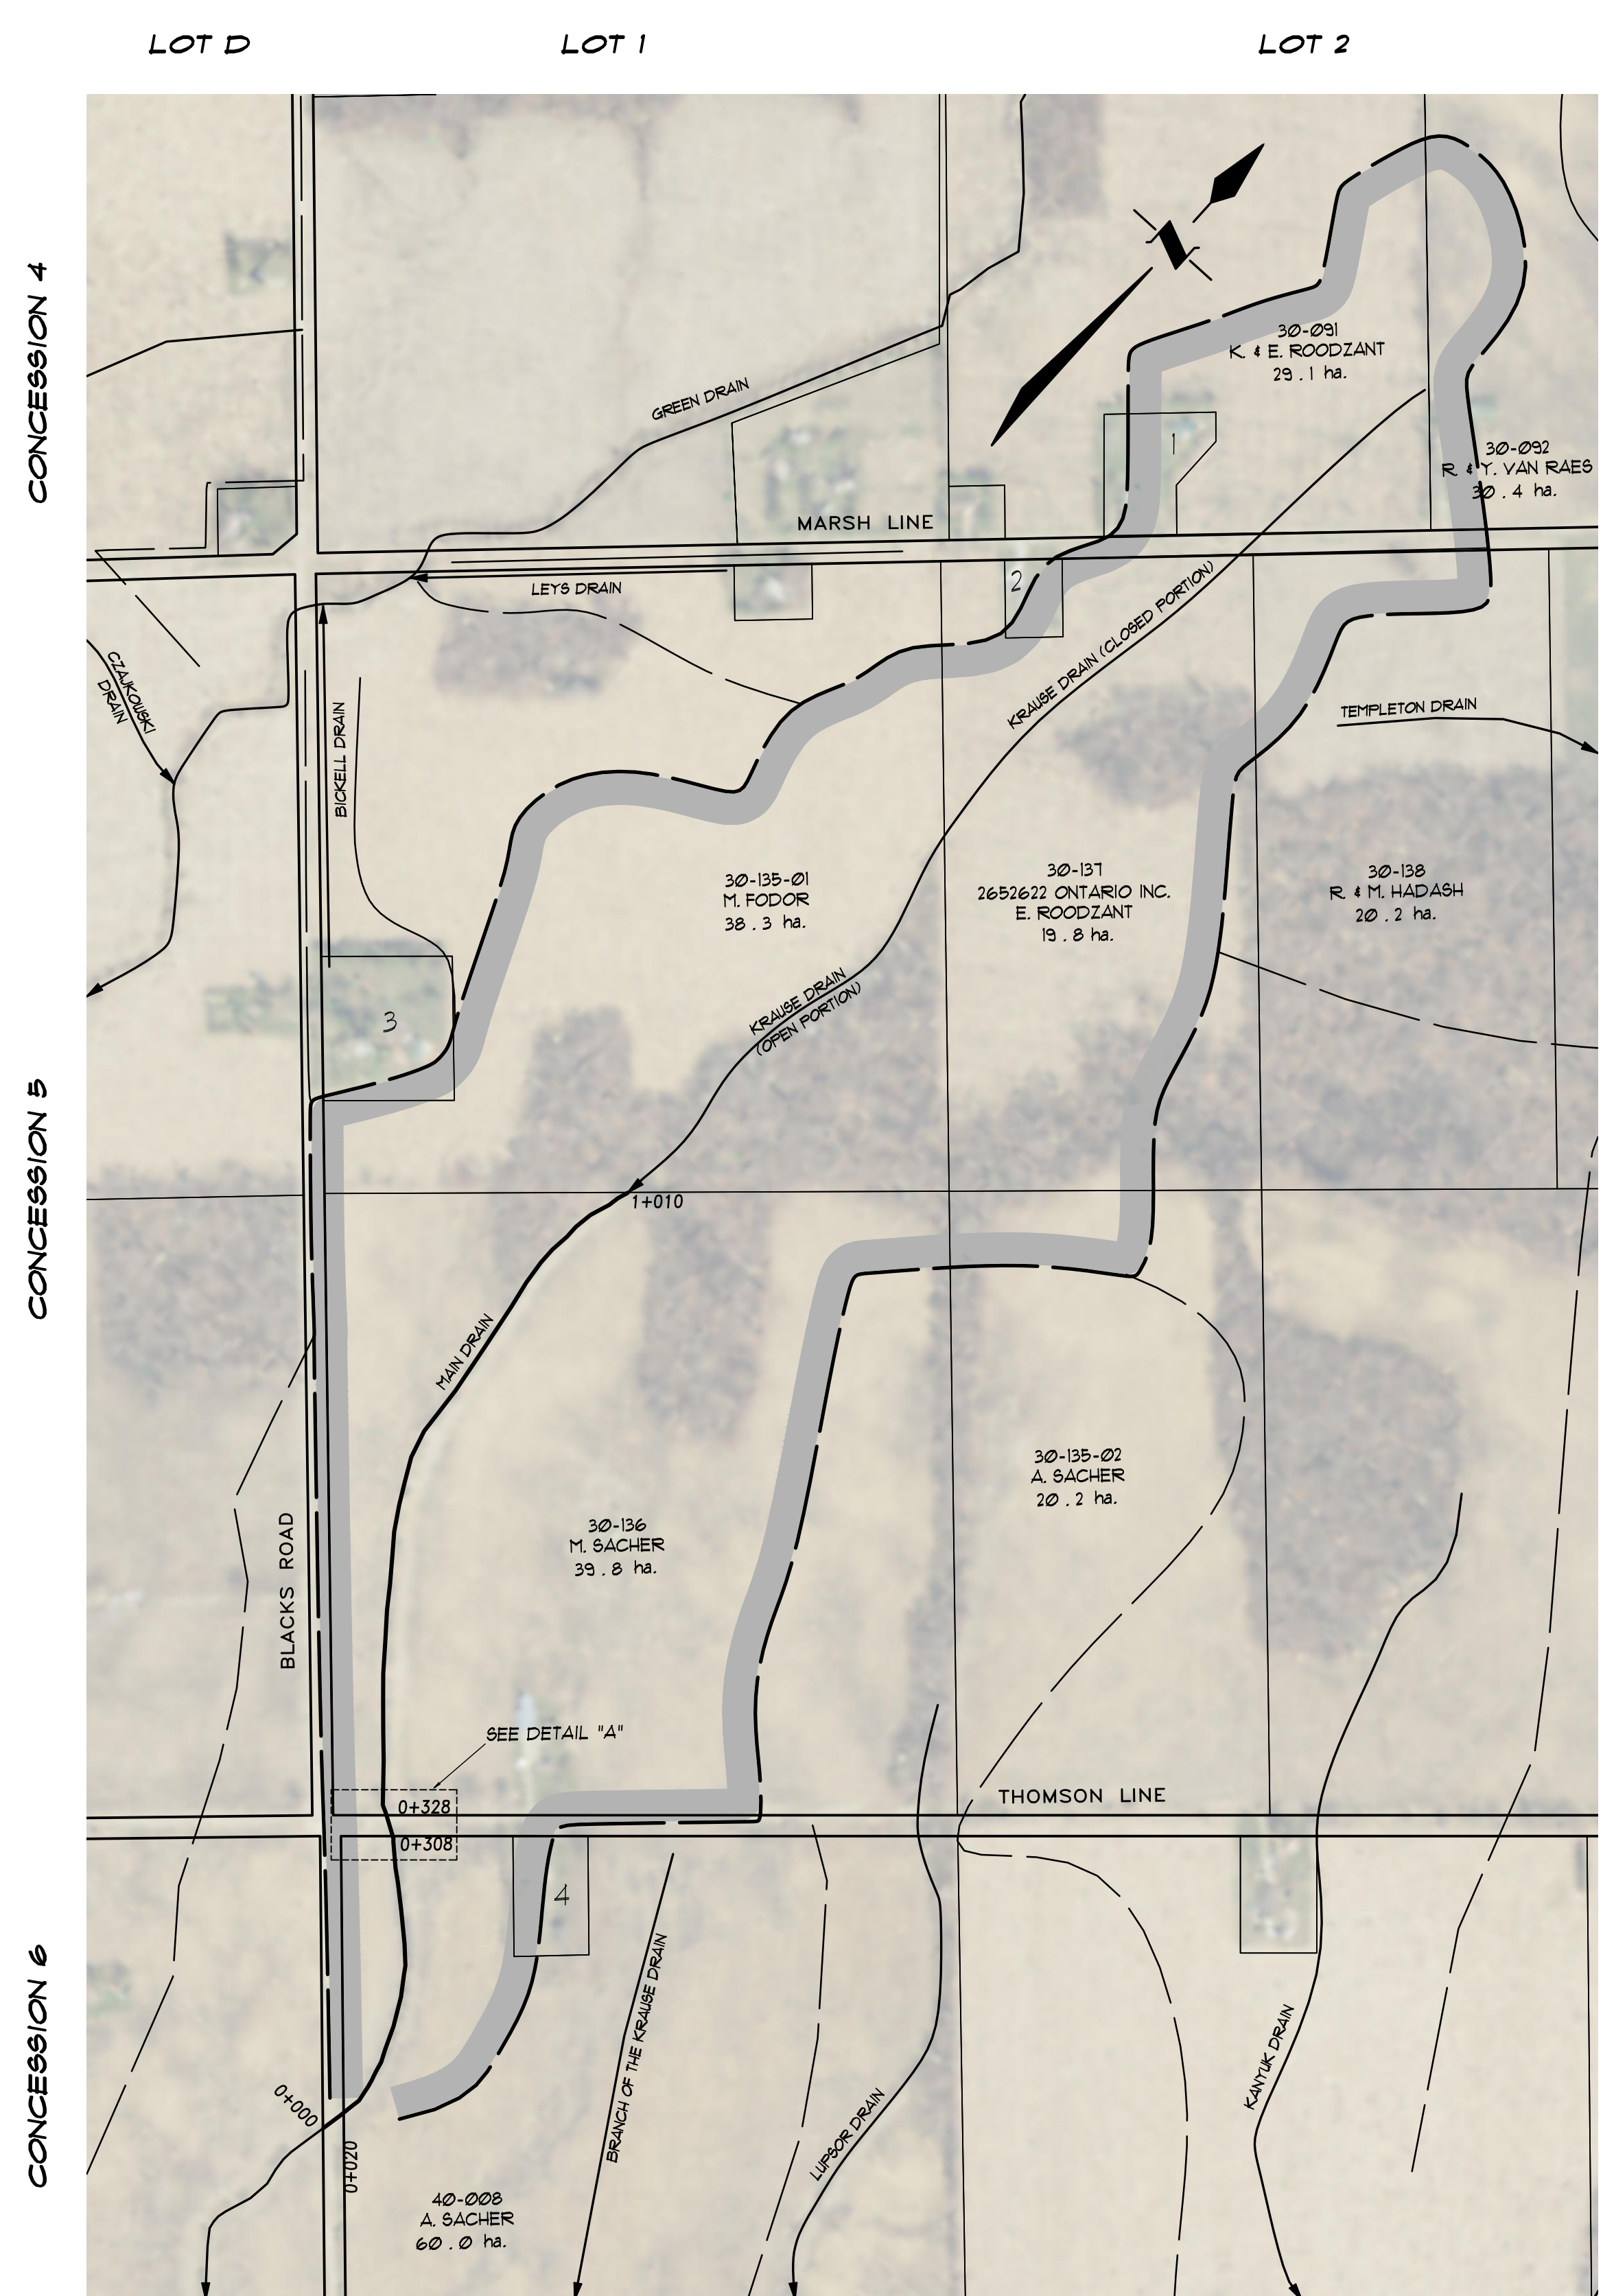 LOT D
LOT 1
LOT 2
CONCESSION 4
CONCESSION 5
CONCESSION 6
30-091
K. & E. ROODZANT
29.1 ha.
GREEN DRAIN
1
30-092
R. & Y. VAN RAES
30.4 ha.
MARSH LINE
LEYS DRAIN
2
KRAUSE DRAIN (CLOSED PORTION)
CZAJKOWSKI
DRAIN
BICKELL DRAIN
TEMPLETON DRAIN
30-135-01
M. FODOR
38.3 ha.
30-137
2652622 ONTARIO INC.
E. ROODZANT
19.8 ha.
30-138
R. & M. HADASH
20.2 ha.
3
KRAUSE DRAIN
(OPEN PORTION)
1+010
MAIN DRAIN
30-135-02
A. SACHER
20.2 ha.
30-136
M. SACHER
39.8 ha.
BLACKS ROAD
SEE DETAIL "A"
THOMSON LINE
0+328
0+308
4
BRANCH OF THE KRAUSE DRAIN
LUPSOR DRAIN
KANYUK DRAIN
0+000
0+020
40-008
A. SACHER
60.0 ha.